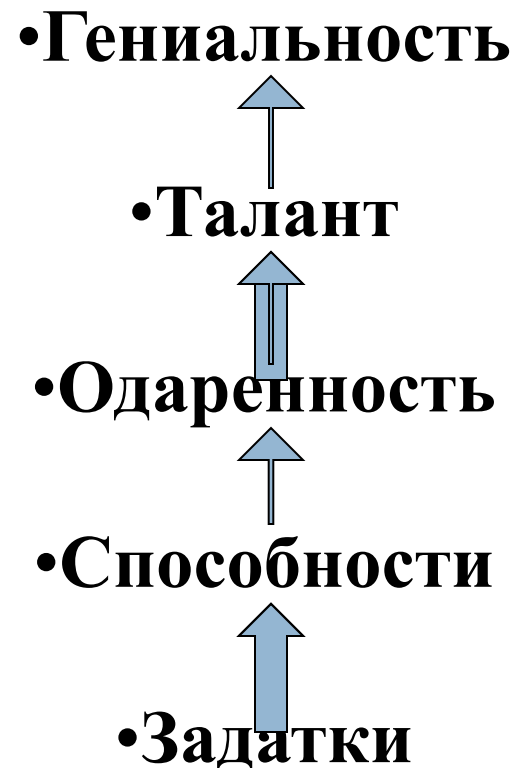 •Гениальность
•Талант
•Одаренность
•Способности
•Задатки